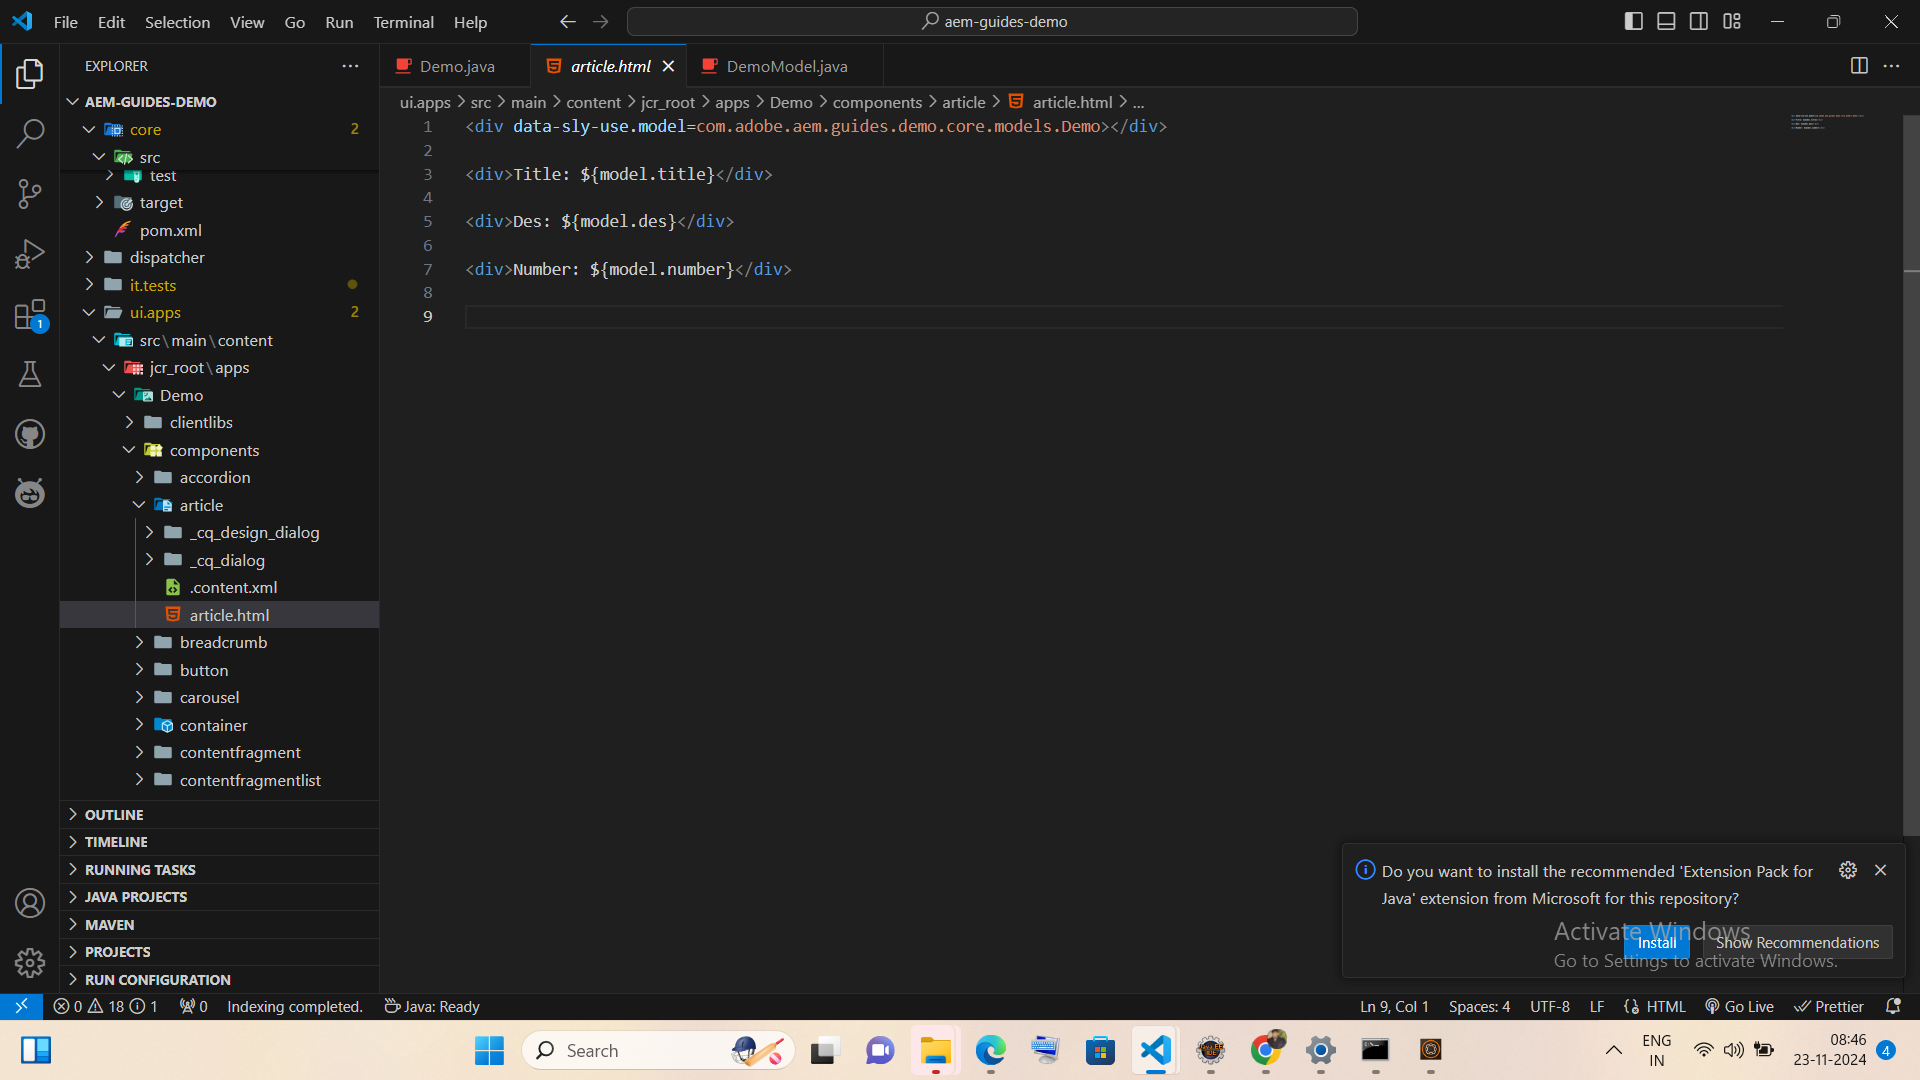 File Edit Selection View Go Run Terminal Help
aem-guides-demo
EXPLORER
AEM-GUIDES-DEMO
core 2
src
test
target
pom.xml
dispatcher
it.tests
ui.apps 2
src\main\content
jcr_root\apps
Demo
clientlibs
components
accordion
article
_cq_design_dialog
_cq_dialog
.content.xml
article.html
breadcrumb
button
carousel
container
contentfragment
contentfragmentlist
OUTLINE
TIMELINE
RUNNING TASKS
JAVA PROJECTS
MAVEN
PROJECTS
RUN CONFIGURATION
1
Demo.java article.html DemoModel.java
ui.apps > src > main > content > jcr_root > apps > Demo > components > article > article.html > ...
1 <div data-sly-use.model=com.adobe.aem.guides.demo.core.models.Demo></div>
2
3 <div>Title: ${model.title}</div>
4
5 <div>Des: ${model.des}</div>
6
7 <div>Number: ${model.number}</div>
8
9
Do you want to install the recommended 'Extension Pack for
Java' extension from Microsoft for this repository?
Install Show Recommendations
Activate Windows
Go to Settings to activate Windows.
0 18 1 0 Indexing completed. Java: Ready
Ln 9, Col 1 Spaces: 4 UTF-8 LF HTML Go Live Prettier
Search
ENG
IN
08:46
23-11-2024
4